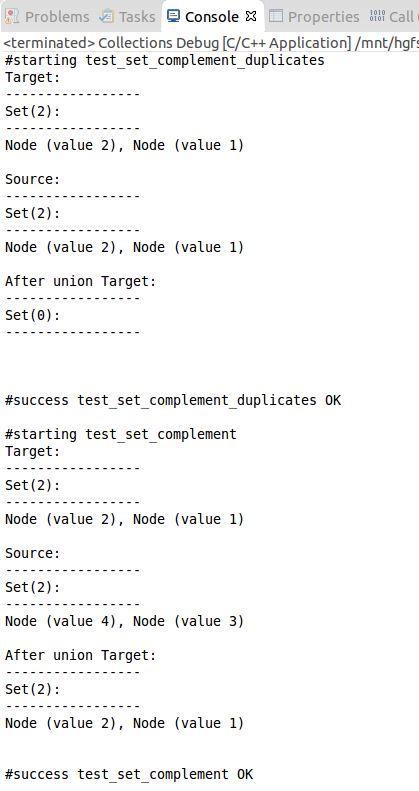 Problems Tasks Console Properties Call
<terminated> Collections Debug [C/C++ Application] /mnt/hgfs
#starting test_set_complement_duplicates
Target:
-----------------
Set(2):
-----------------
Node (value 2), Node (value 1)
Source:
-----------------
Set(2):
-----------------
Node (value 2), Node (value 1)
After union Target:
-----------------
Set(0):
-----------------
#success test_set_complement_duplicates OK
#starting test_set_complement
Target:
-----------------
Set(2):
-----------------
Node (value 2), Node (value 1)
Source:
-----------------
Set(2):
-----------------
Node (value 4), Node (value 3)
After union Target:
-----------------
Set(2):
-----------------
Node (value 2), Node (value 1)
#success test_set_complement OK